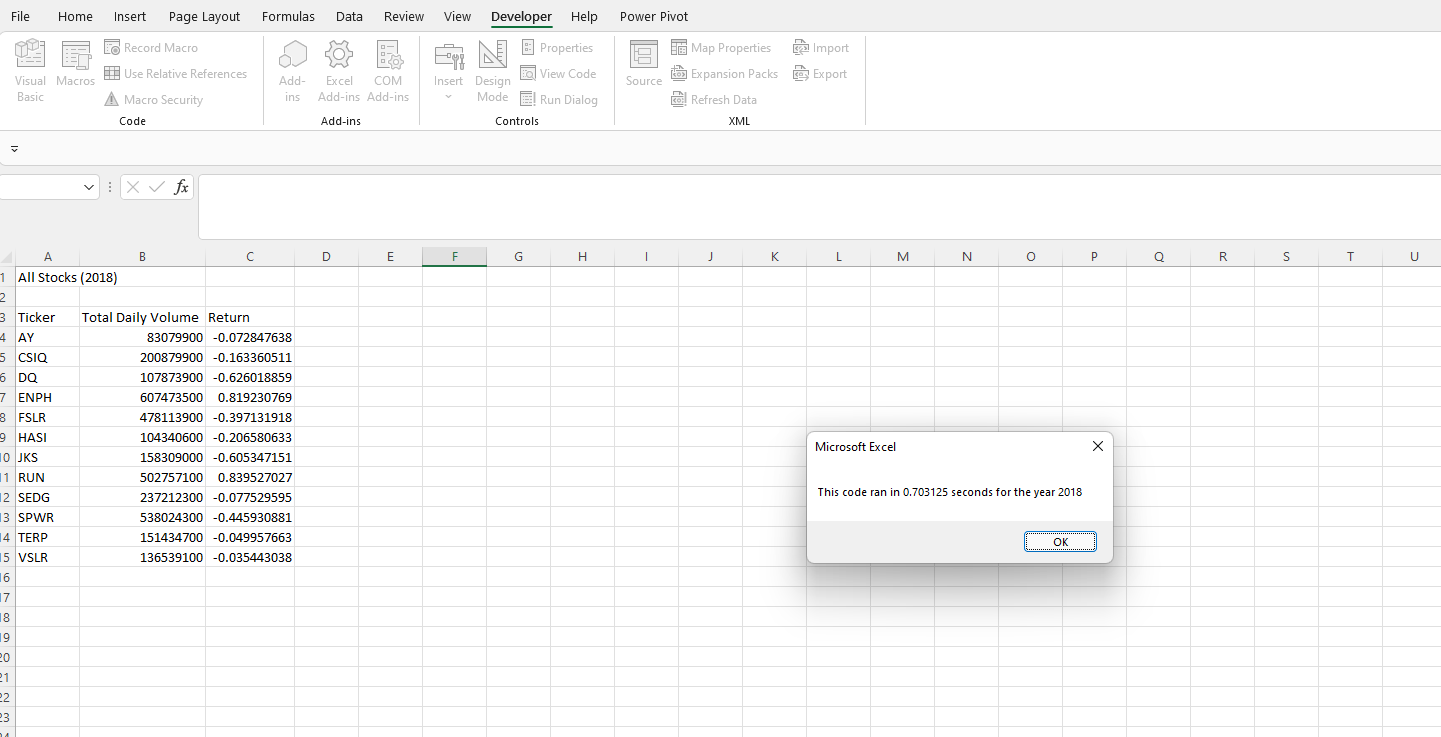 File Home Insert Page Layout Formulas Data Review View Developer Help Power Pivot
Visual Basic
Macros
Record Macro
Use Relative References
Macro Security
Code
Add-ins
Excel Add-ins
COM Add-ins
Add-ins
Insert
Design Mode
Properties
View Code
Run Dialog
Controls
Source
Map Properties
Expansion Packs
Refresh Data
Import
Export
XML
fx
A B C D E F G H I J K L M N O P Q R S T U
1 All Stocks (2018)
2
3 Ticker Total Daily Volume Return
4 AY 83079900 -0.072847638
5 CSIQ 200879900 -0.163360511
6 DQ 107873900 -0.626018859
7 ENPH 607473500 0.819230769
8 FSLR 478113900 -0.397131918
9 HASI 104340600 -0.206580633
10 JKS 158309000 -0.605347151
11 RUN 502757100 0.839527027
12 SEDG 237212300 -0.077529595
13 SPWR 538024300 -0.445930881
14 TERP 151434700 -0.049957663
15 VSLR 136539100 -0.035443038
16
17
18
19
20
21
22
23
24
Microsoft Excel
This code ran in 0.703125 seconds for the year 2018
OK